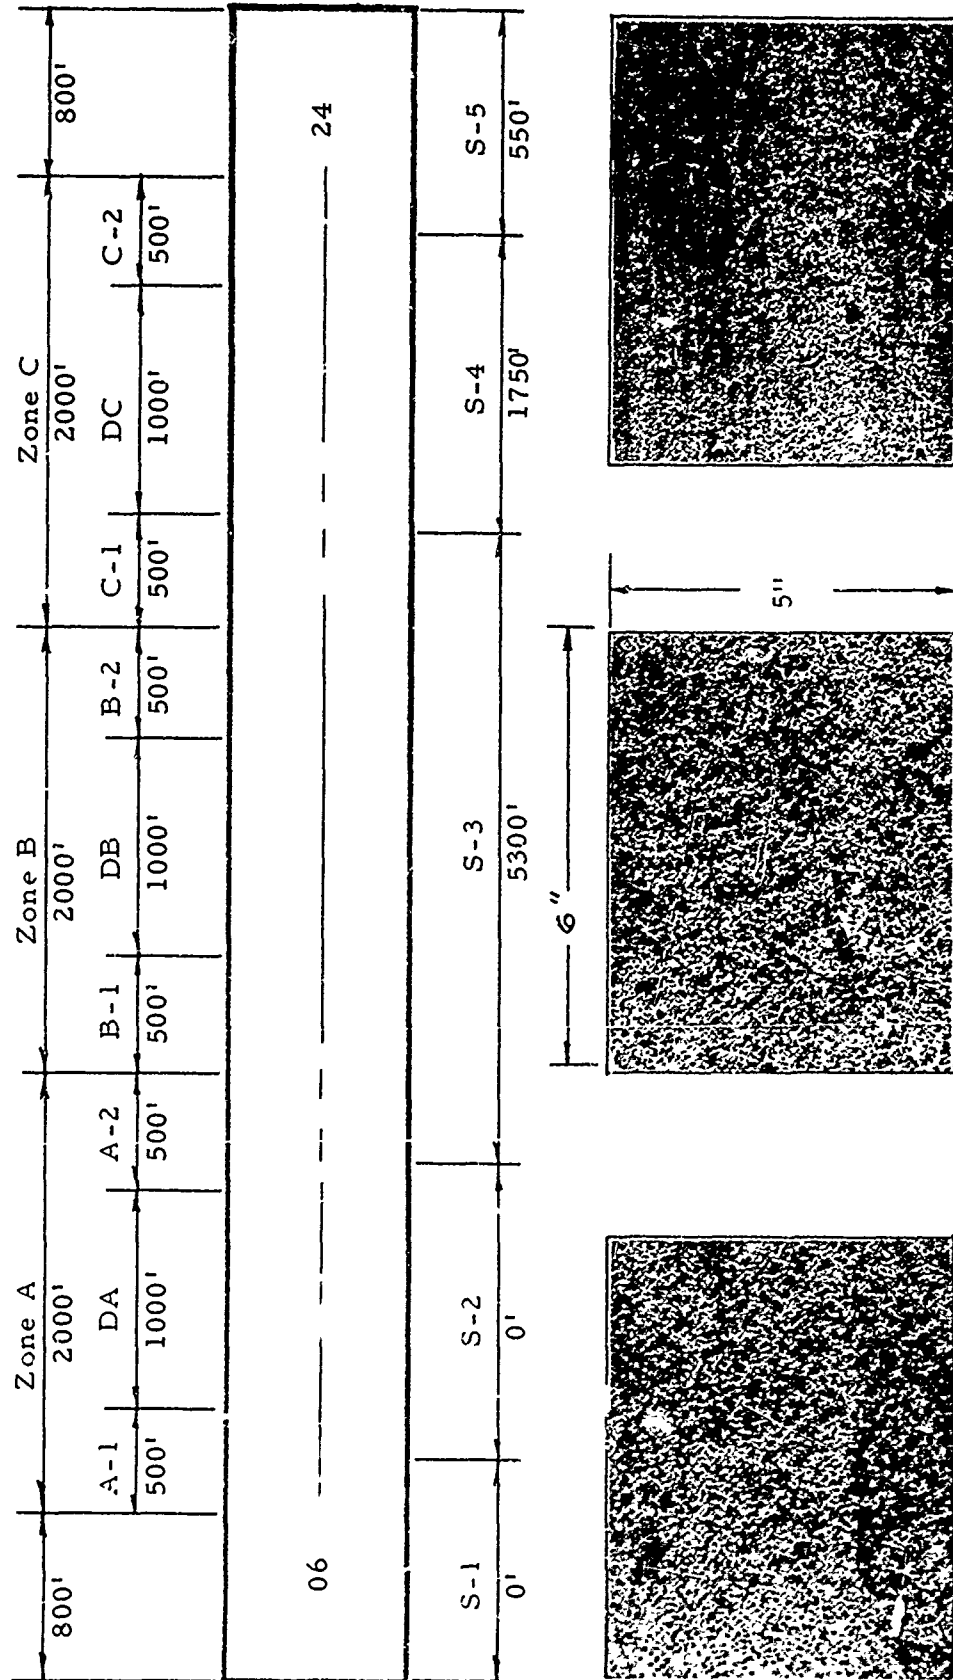 Zone A
2000'
Zone B
2000'
Zone C
2000'
800'
A-1
500'
DA
1000'
A-2
500'
B-1
500'
DB
1000'
B-2
500'
C-1
500'
DC
1000'
C-2
500'
800'
06
24
S-1
0'
S-2
0'
S-3
5300'
S-4
1750'
S-5
550'
6"
5"